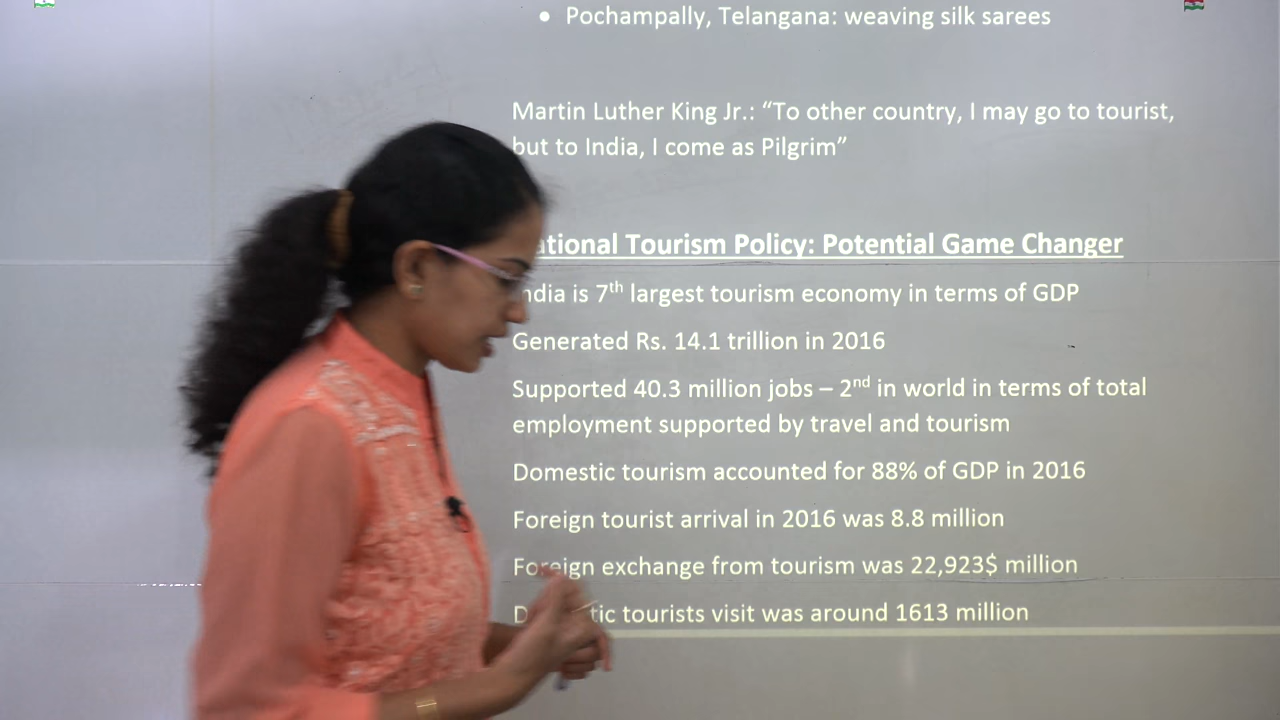 • Pochampally, Telangana: weaving silk sarees
Martin Luther King Jr.: “To other country, I may go to tourist,
but to India, I come as Pilgrim”
ational Tourism Policy: Potential Game Changer
ndia is 7th largest tourism economy in terms of GDP
Generated Rs. 14.1 trillion in 2016
Supported 40.3 million jobs – 2nd in world in terms of total
employment supported by travel and tourism
Domestic tourism accounted for 88% of GDP in 2016
Foreign tourist arrival in 2016 was 8.8 million
Foreign exchange from tourism was 22,923$ million
D tic tourists visit was around 1613 million